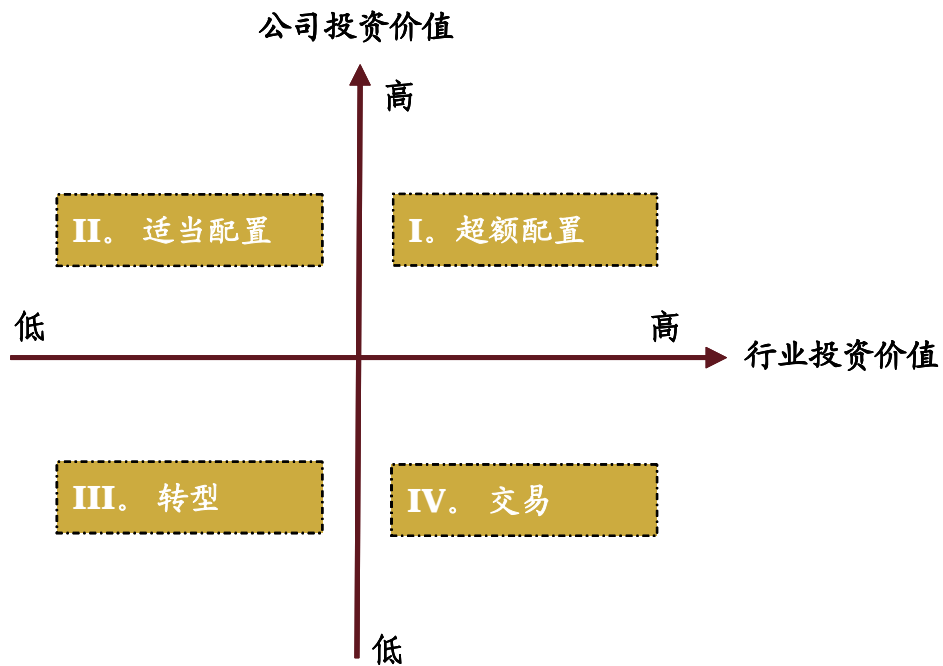 公司投资价值
高
II。 适当配置
I。超额配置
低
高
行业投资价值
III。 转型
IV。 交易
低